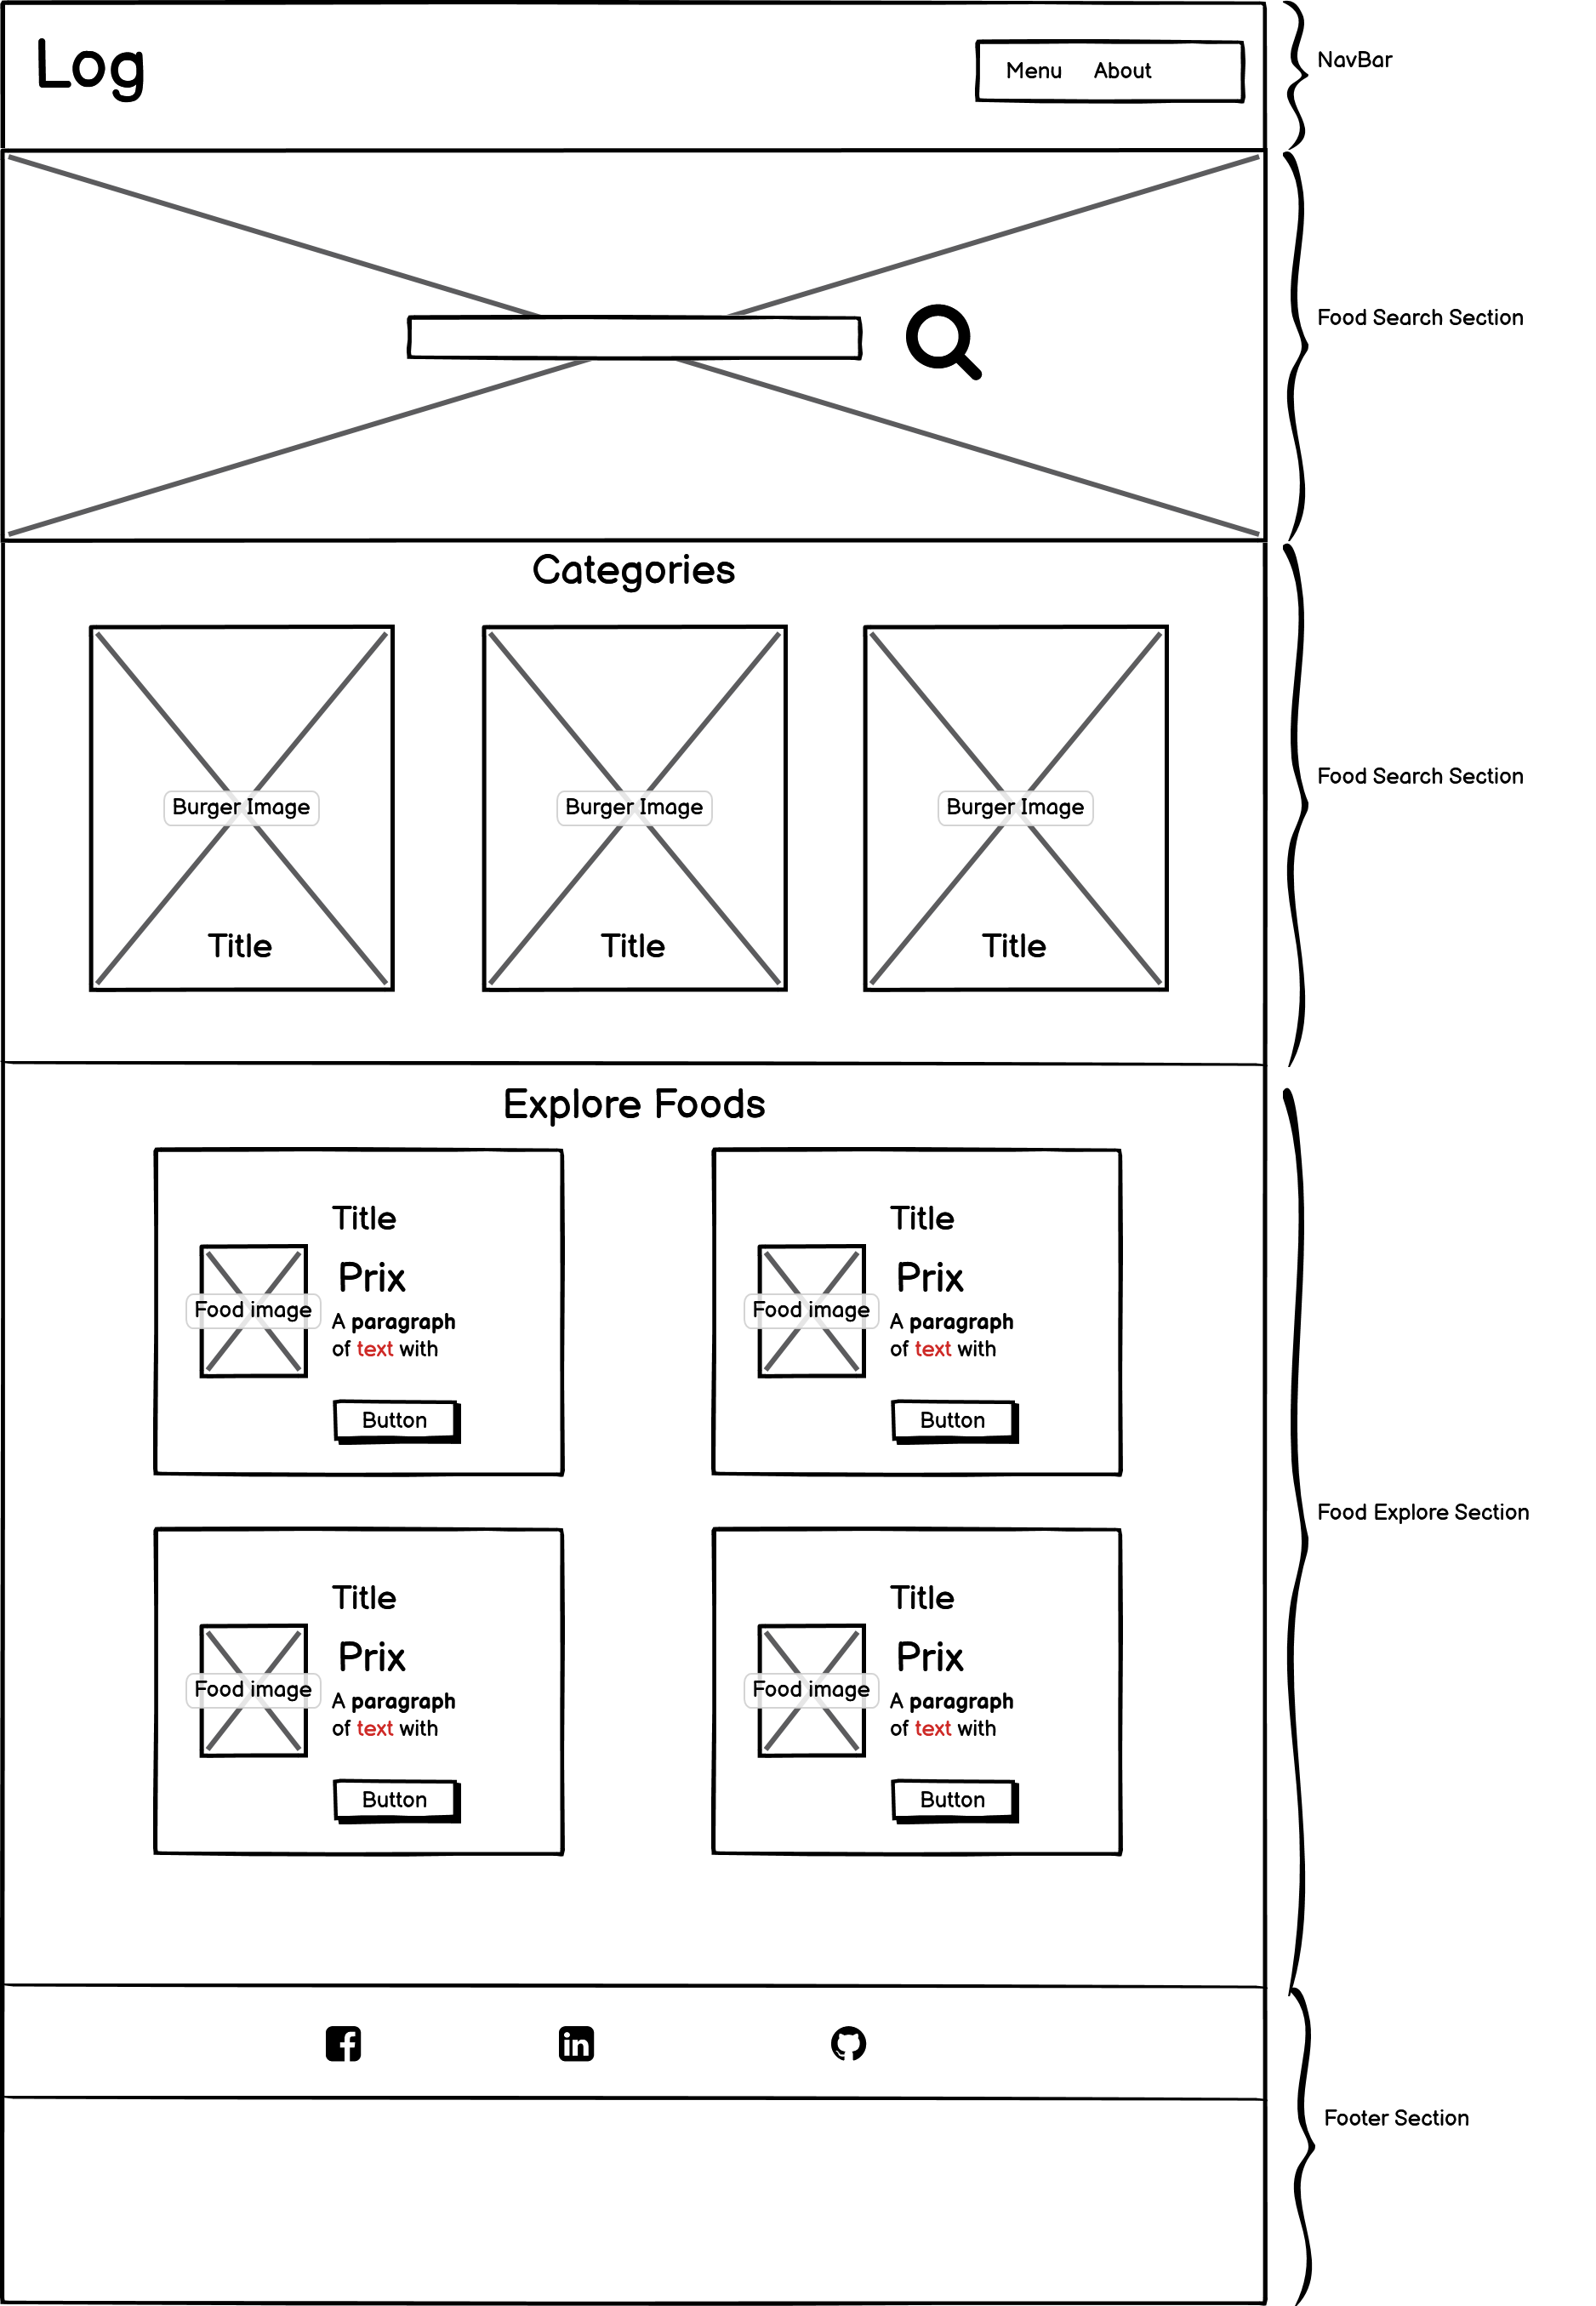 Log
Menu About
NavBar
Food Search Section
Categories
Burger Image
Burger Image
Burger Image
Title
Title
Title
Food Search Section
Explore Foods
Title
Prix
Food image
A paragraph
of text with
Button
Title
Prix
Food image
A paragraph
of text with
Button
Food Explore Section
Title
Prix
Food image
A paragraph
of text with
Button
Title
Prix
Food image
A paragraph
of text with
Button
Footer Section